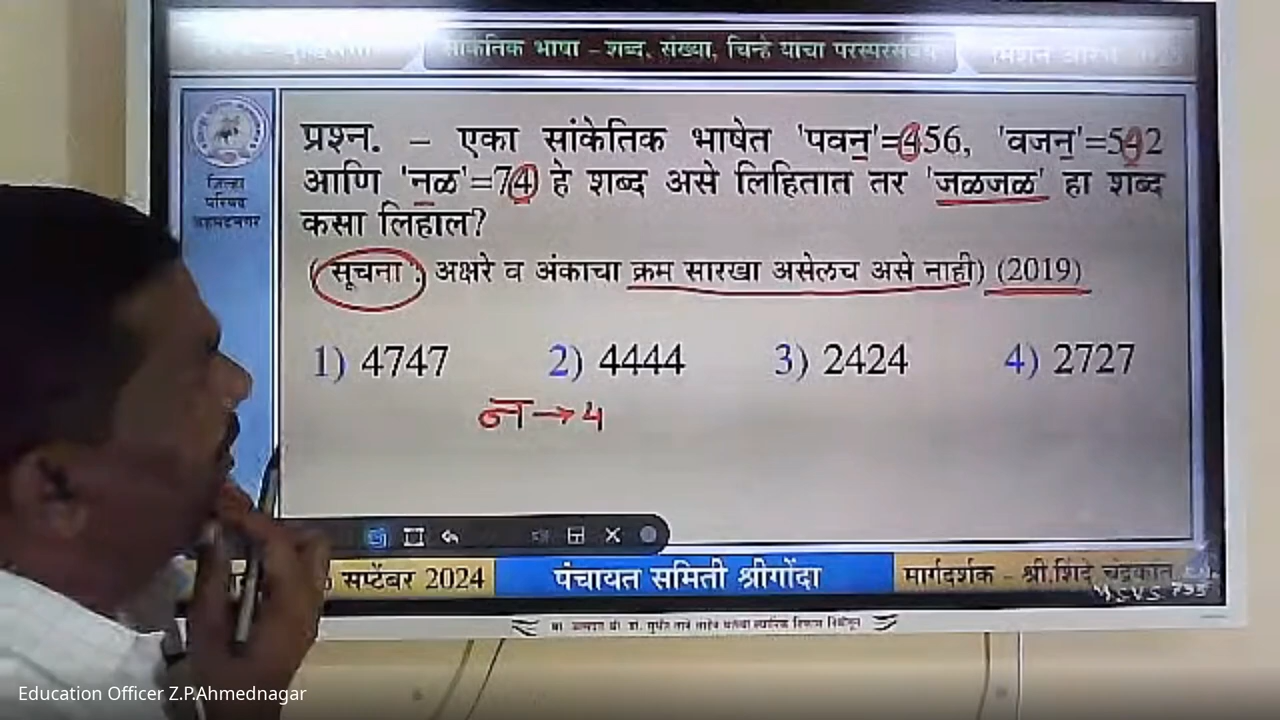 सांकेतिक भाषा – शब्द, संख्या, चिन्हे यांचा परस्परसंबंध
जिल्हा
परिषद
अहमदनगर
प्रश्न. – एका सांकेतिक भाषेत 'पवन'=456, 'वजन'=542
आणि 'नळ'=74 हे शब्द असे लिहितात तर 'जळजळ' हा शब्द
कसा लिहाल?
( सूचना : अक्षरे व अंकाचा क्रम सारखा असेलच असे नाही) (2019)
1) 4747 2) 4444 3) 2424 4) 2727
न → 4
सप्टेंबर 2024 पंचायत समिती श्रीगोंदा मार्गदर्शक – श्री.शिंदे चंद्रकांत
Education Officer Z.P.Ahmednagar